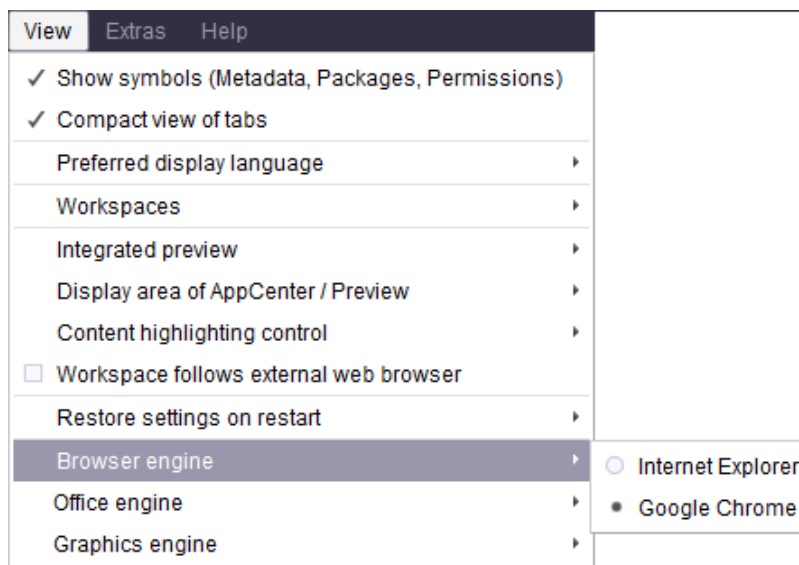 View Extras Help
Show symbols (Metadata, Packages, Permissions)
Compact view of tabs
Preferred display language
Workspaces
Integrated preview
Display area of AppCenter / Preview
Content highlighting control
Workspace follows external web browser
Restore settings on restart
Browser engine
Internet Explorer
Google Chrome
Office engine
Graphics engine